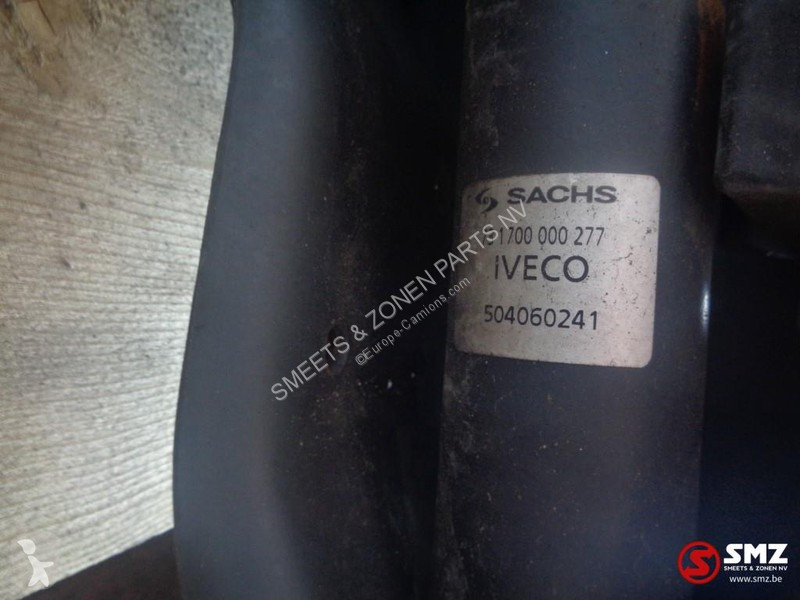 SACHS
1700 000 277
IVECO
504060241
SMEETS & ZONEN PARTS NV
©Europe-Camions.com
SMZ
SMEETS & ZONEN NV
www.smz.be